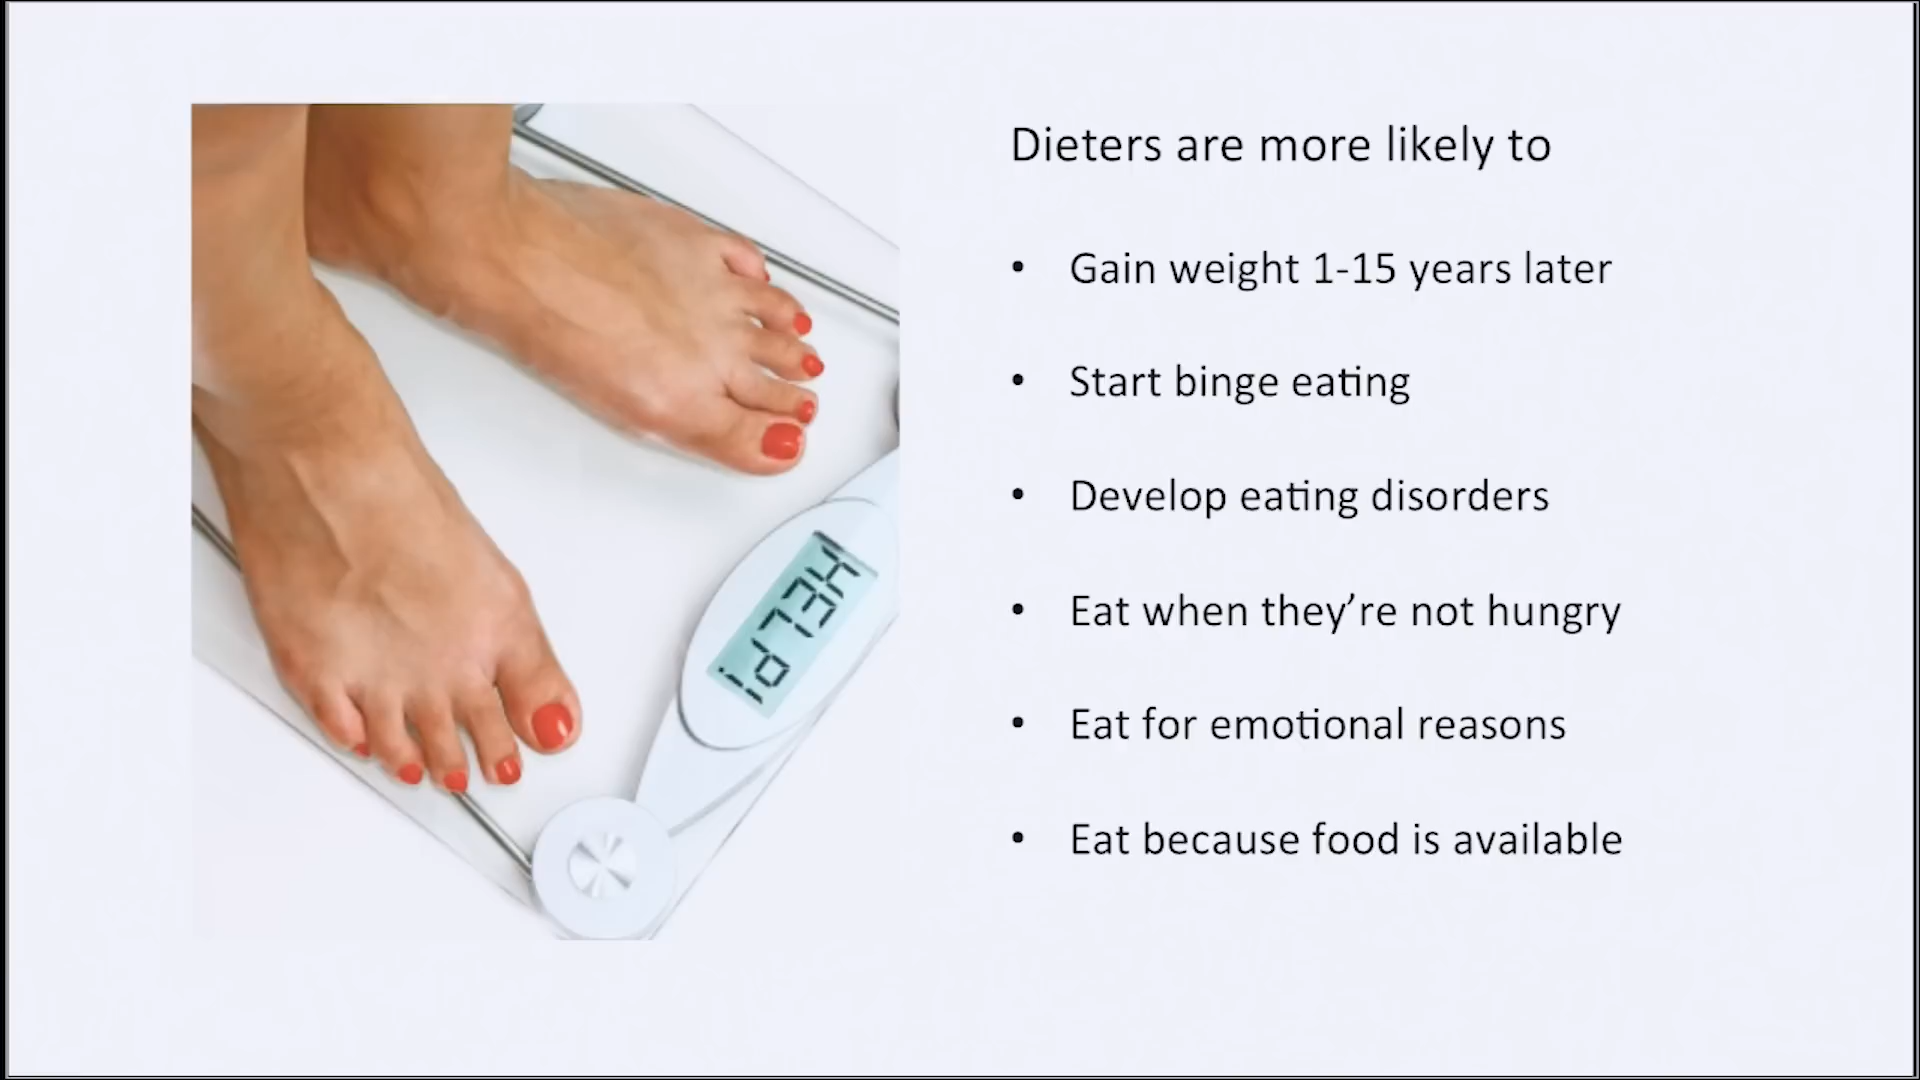 Dieters are more likely to
• Gain weight 1-15 years later
• Start binge eating
• Develop eating disorders
• Eat when they’re not hungry
• Eat for emotional reasons
• Eat because food is available
HELP!